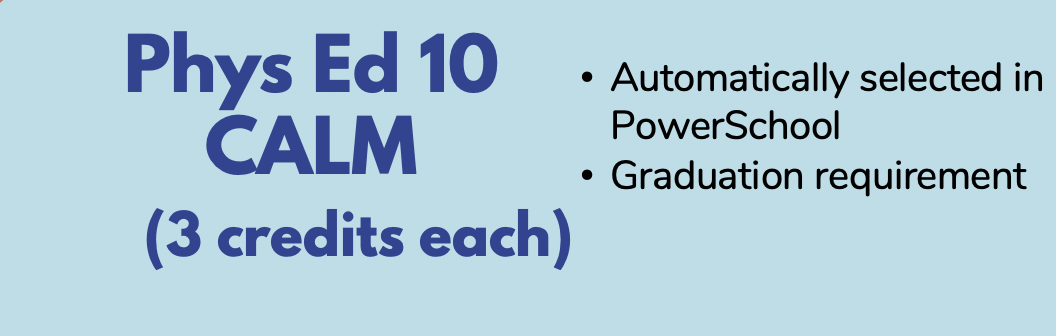 Phys Ed 10
CALM
(3 credits each)
• Automatically selected in
PowerSchool
• Graduation requirement